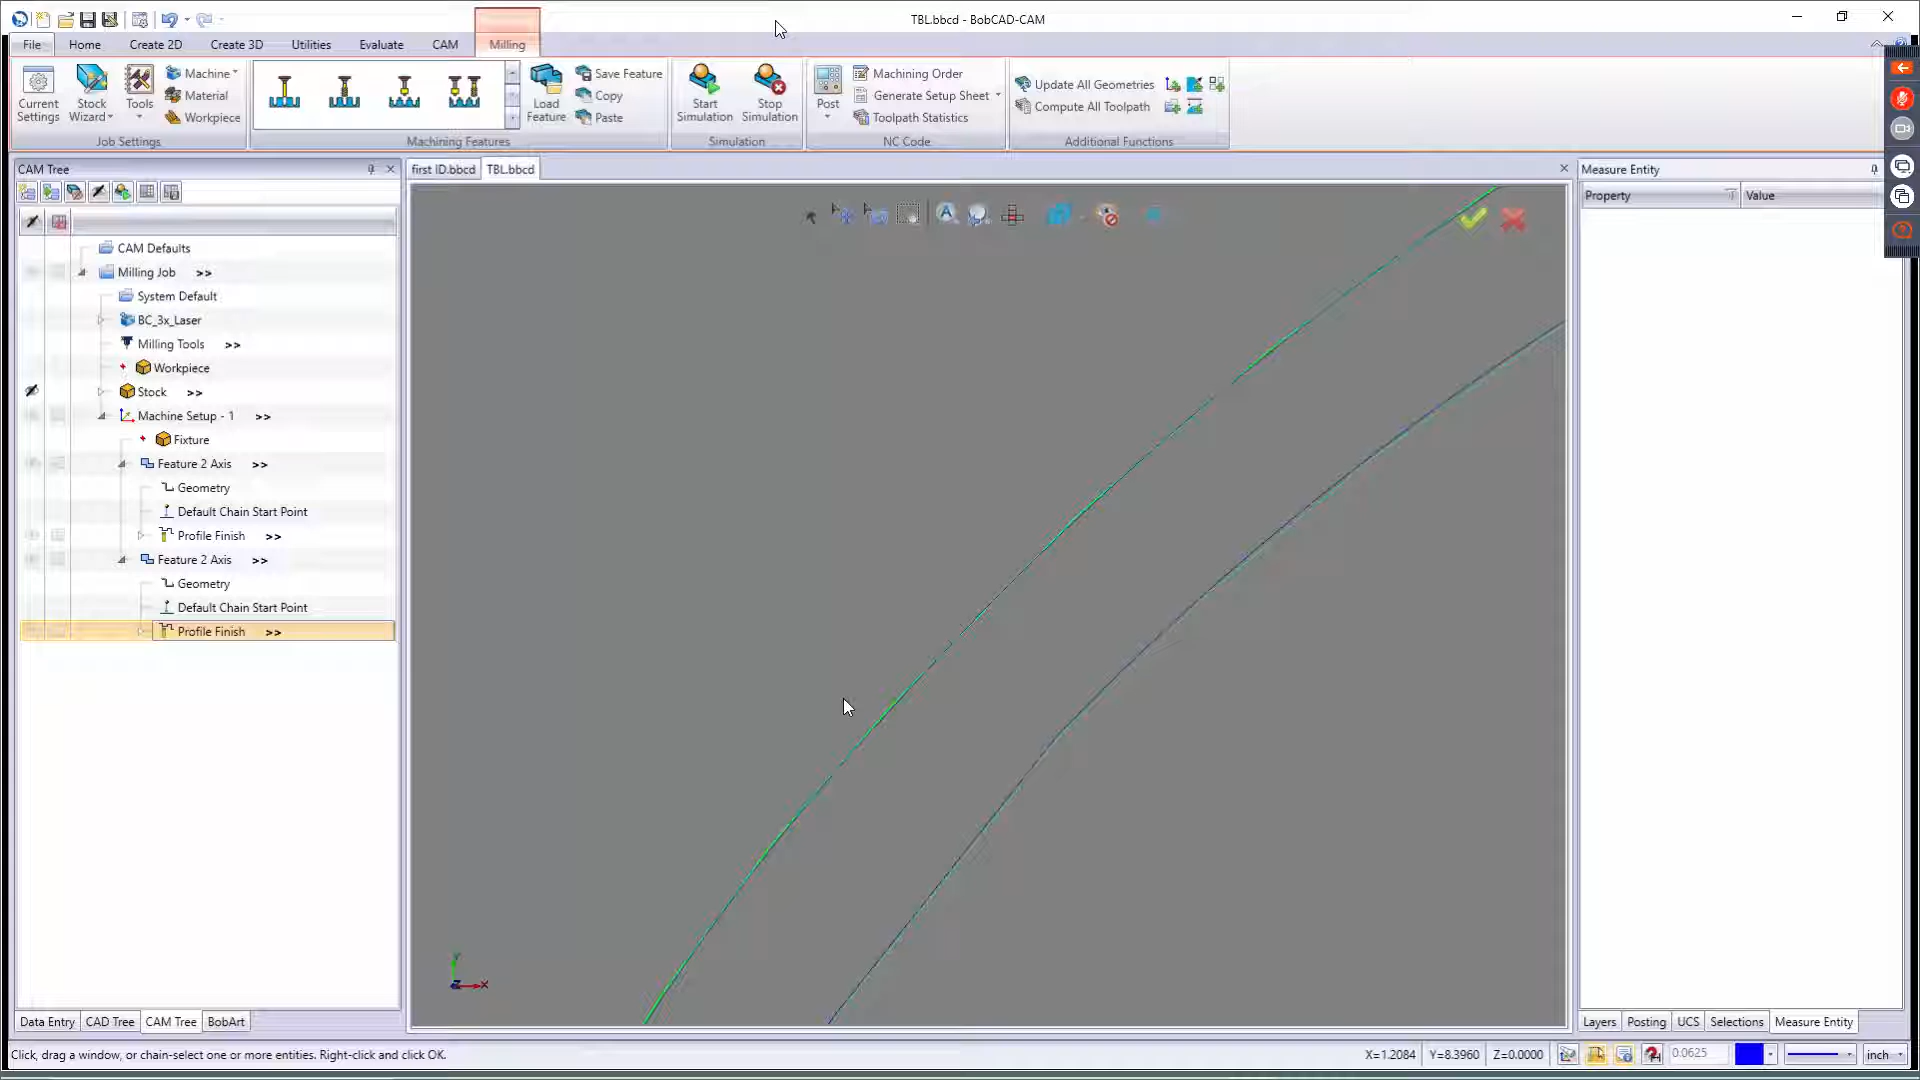 TBL.bbcd - BobCAD-CAM
File Home Create 2D Create 3D Utilities Evaluate CAM Milling
Current Settings
Stock Wizard
Tools
Machine
Material
Workpiece
Job Settings
Load Feature
Save Feature
Copy
Paste
Machining Features
Start Simulation
Stop Simulation
Simulation
Post
Machining Order
Generate Setup Sheet
Toolpath Statistics
NC Code
Update All Geometries
Compute All Toolpath
Additional Functions
CAM Tree
first ID.bbcd TBL.bbcd
Measure Entity
Property Value
CAM Defaults
Milling Job >>
System Default
BC_3x_Laser
Milling Tools >>
Workpiece
Stock >>
Machine Setup - 1 >>
Fixture
Feature 2 Axis >>
Geometry
Default Chain Start Point
Profile Finish >>
Feature 2 Axis >>
Geometry
Default Chain Start Point
Profile Finish >>
Y
Z X
Data Entry CAD Tree CAM Tree BobArt
Layers Posting UCS Selections Measure Entity
Click, drag a window, or chain-select one or more entities. Right-click and click OK.
X=1.2084 Y=8.3960 Z=0.0000 0.0625 inch